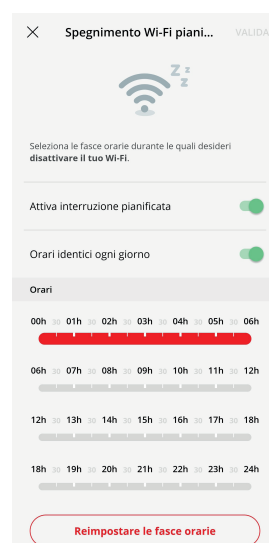 Spegnimento Wi-Fi piani... VALIDA
Z z z
Seleziona le fasce orarie durante le quali desideri
disattivare il tuo Wi-Fi.
Attiva interruzione pianificata
Orari identici ogni giorno
Orari
00h 30 01h 30 02h 30 03h 30 04h 30 05h 30 06h
06h 30 07h 30 08h 30 09h 30 10h 30 11h 30 12h
12h 30 13h 30 14h 30 15h 30 16h 30 17h 30 18h
18h 30 19h 30 20h 30 21h 30 22h 30 23h 30 24h
Reimpostare le fasce orarie